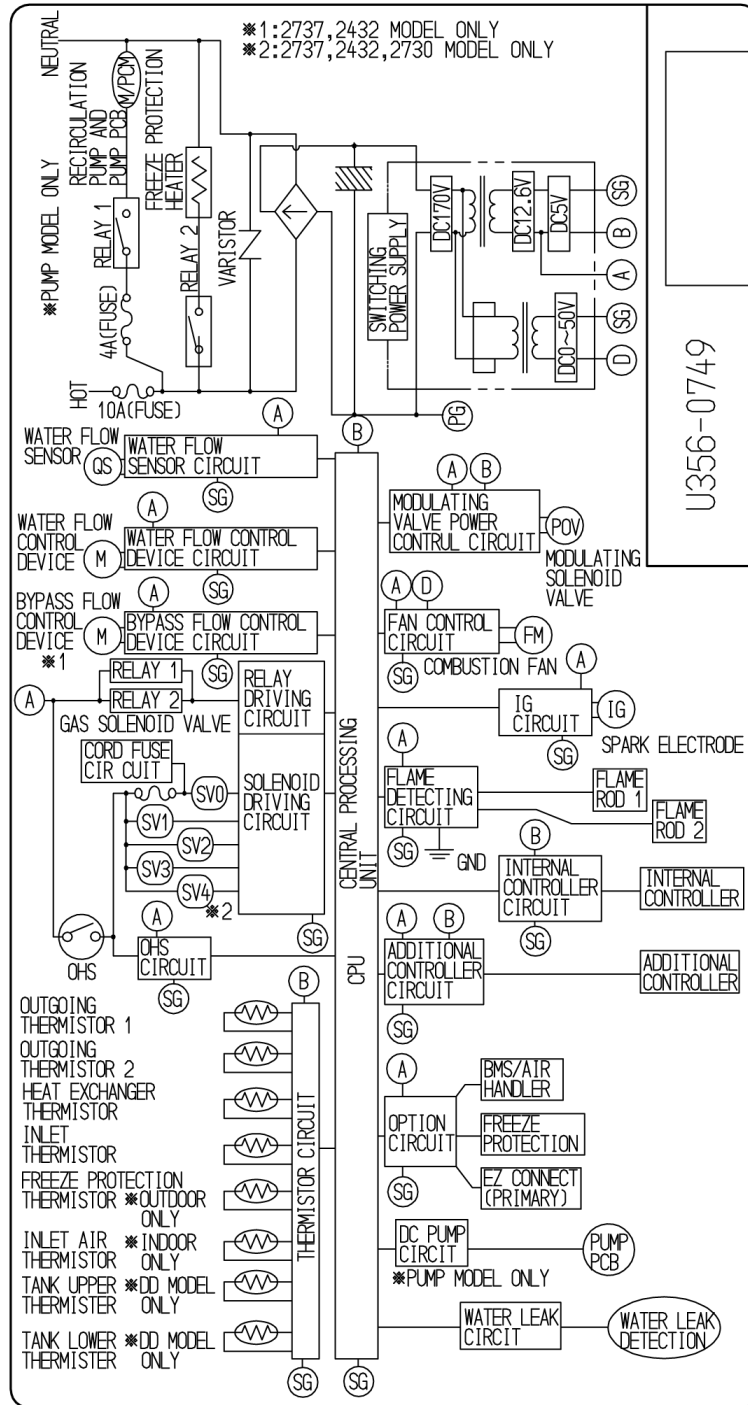 ※1:2737,2432 MODEL ONLY
※2:2737,2432,2730 MODEL ONLY
NEUTRAL
※PUMP MODEL ONLY
RECIRCULATION
PUMP AND
PUMP PCB
M/PCM
FREEZE PROTECTION
HEATER
RELAY 1
RELAY 2
VARISTOR
4A(FUSE)
HOT
10A(FUSE)
SWITCHING
POWER SUPPLY
DC170V
DC12.6V
DC5V
DC0~50V
SG
B
A
SG
D
PG
U356-0749
A
B
WATER FLOW
SENSOR
QS
WATER FLOW
SENSOR CIRCUIT
SG
A
WATER FLOW
CONTROL
DEVICE
M
WATER FLOW CONTROL
DEVICE CIRCUIT
SG
A
BYPASS FLOW
CONTROL
DEVICE
※1
M
BYPASS FLOW CONTROL
DEVICE CIRCUIT
SG
A
RELAY 1
RELAY 2
RELAY
DRIVING
CIRCUIT
GAS SOLENOID VALVE
CORD FUSE
CIR CUIT
SV0
SV1
SV2
SV3
SV4
※2
SOLENOID
DRIVING
CIRCUIT
SG
OHS
A
OHS
CIRCUIT
SG
B
OUTGOING
THERMISTOR 1
OUTGOING
THERMISTOR 2
HEAT EXCHANGER
THERMISTOR
INLET
THERMISTOR
FREEZE PROTECTION
THERMISTOR ※OUTDOOR
ONLY
INLET AIR ※INDOOR
THERMISTOR ONLY
TANK UPPER ※DD MODEL
THERMISTER ONLY
TANK LOWER ※DD MODEL
THERMISTER ONLY
THERMISTOR CIRCUIT
SG
CENTRAL PROCESSING
UNIT
CPU
SG
A
B
MODULATING
VALVE POWER
CONTRUL CIRCUIT
POV
MODULATING
SOLENOID
VALVE
A
D
FAN CONTROL
CIRCUIT
FM
SG
COMBUSTION FAN
A
IG
CIRCUIT
IG
SG
SPARK ELECTRODE
A
FLAME
DETECTING
CIRCUIT
FLAME
ROD 1
FLAME
ROD 2
SG
GND
B
INTERNAL
CONTROLLER
CIRCUIT
INTERNAL
CONTROLLER
SG
A
B
ADDITIONAL
CONTROLLER
CIRCUIT
ADDITIONAL
CONTROLLER
SG
A
OPTION
CIRCUIT
BMS/AIR
HANDLER
FREEZE
PROTECTION
EZ CONNECT
(PRIMARY)
SG
DC PUMP
CIRCIT
PUMP
PCB
※PUMP MODEL ONLY
WATER LEAK
CIRCIT
WATER LEAK
DETECTION